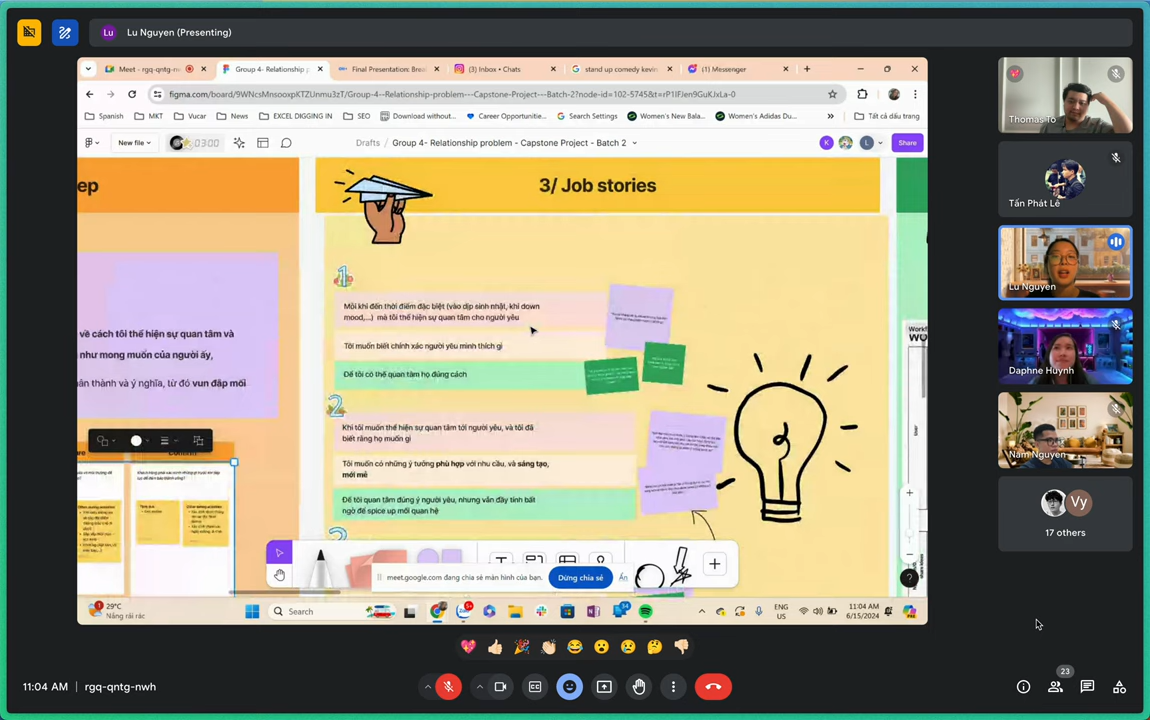 Lu
Lu Nguyen (Presenting)
Meet - rgq-qntg-nw
Group 4- Relationship p
Final Presentation: Brea
(3) Inbox • Chats
stand up comedy kevin
(1) Messenger
figma.com/board/9WNcsMnsooxpKTZUnmu3zT/Group-4--Relationship-problem---Capstone-Project---Batch-2?node-id=102-5745&t=rP1IFJen9GuKJxLa-0
Spanish
MKT
Vucar
News
EXCEL DIGGING IN
SEO
Download without...
Career Opportunitie...
Search Settings
Women's New Bala...
Women's Adidas Du...
Tất cả dấu trang
New file
03:00
Drafts
Group 4- Relationship problem - Capstone Project - Batch 2
K
L
Share
ep
3/ Job stories
1
Mỗi khi đến thời điểm đặc biệt (vào dịp sinh nhật, khi down
mood,...) mà tôi thể hiện sự quan tâm cho người yêu
Tôi muốn biết chính xác người yêu mình thích gì
Để tôi có thể quan tâm họ đúng cách
2
Khi tôi muốn thể hiện sự quan tâm tới người yêu, và tôi đã
biết rằng họ muốn gì
Tôi muốn có những ý tưởng phù hợp với nhu cầu, và sáng tạo,
mới mẻ
Để tôi quan tâm đúng ý người yêu, nhưng vẫn đầy tính bất
ngờ để spice up mối quan hệ
về cách tôi thể hiện sự quan tâm và
như mong muốn của người ấy,
thành và ý nghĩa, từ đó vun đắp mối
meet.google.com đang chia sẻ màn hình của bạn.
Dừng chia sẻ
Ẩn
29°C
Nắng rải rác
Search
ENG
US
11:04 AM
6/15/2024
Thomas To
Tấn Phát Lê
Lu Nguyen
Daphne Huỳnh
Nam Nguyen
Vy
17 others
11:04 AM
rgq-qntg-nwh
23